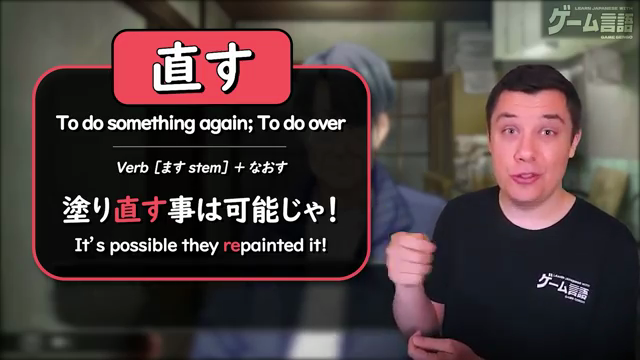 直す
To do something again; To do over
Verb [ます stem] + なおす
塗り直す事は可能じゃ!
It's possible they repainted it!
LEARN JAPANESE WITH
ゲーム言語
GAME GENGO
ゲーム言語